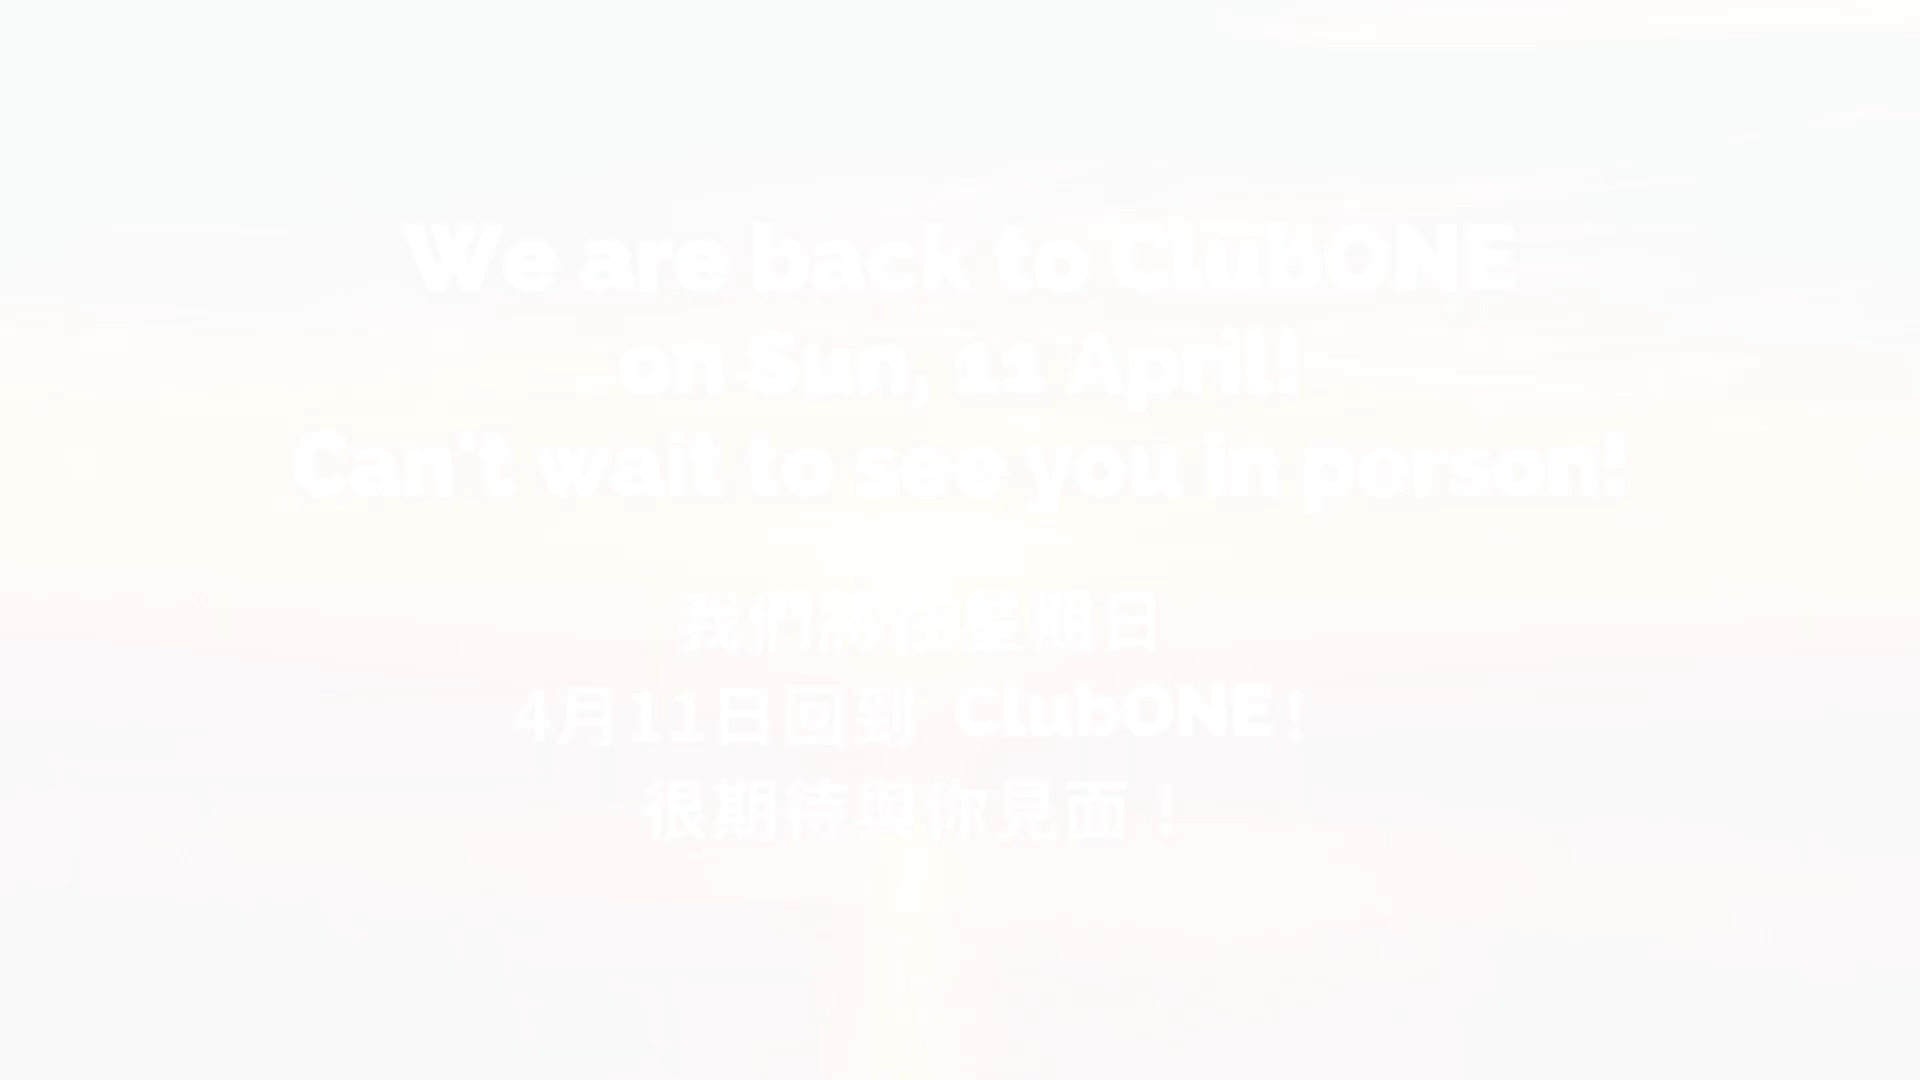 We are back to ClubONE
on Sun, 11 April!
Can't wait to see you in person!
我們將在星期日
4月11日回到 ClubONE！
很期待與你見面！